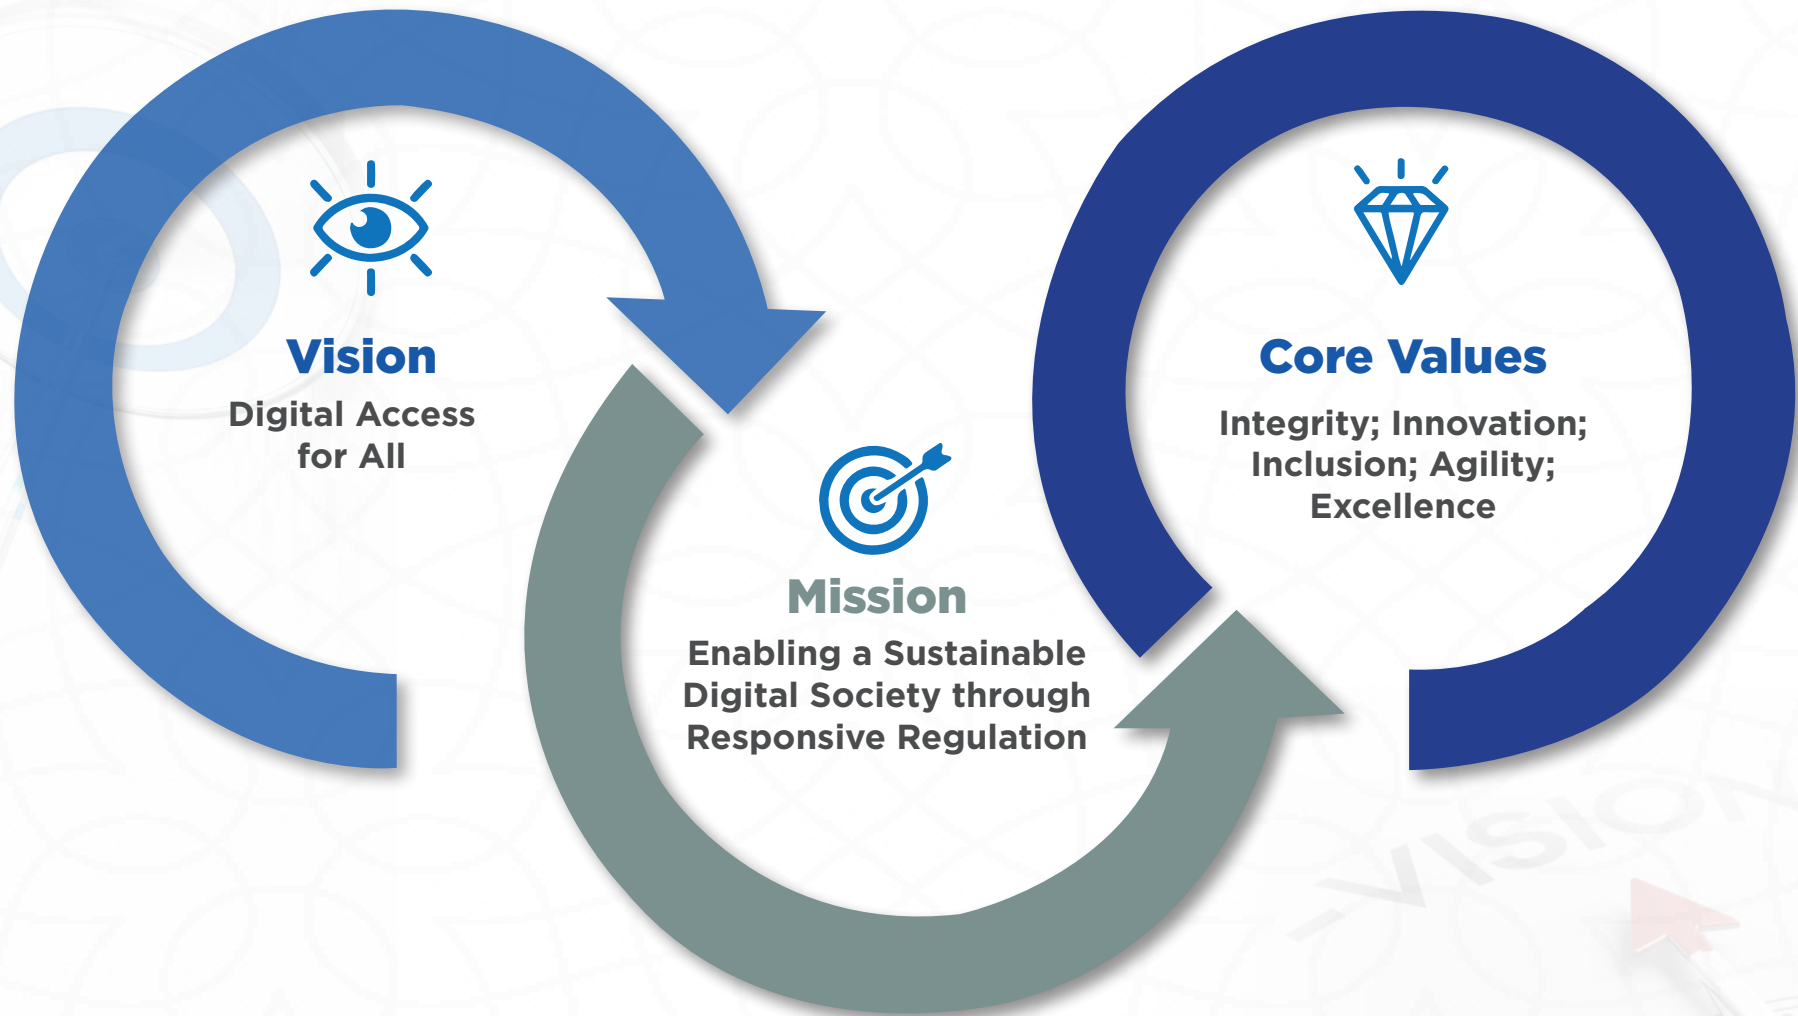 Vision
Digital Access
for All
Mission
Enabling a Sustainable
Digital Society through
Responsive Regulation
Core Values
Integrity; Innovation;
Inclusion; Agility;
Excellence
VISION